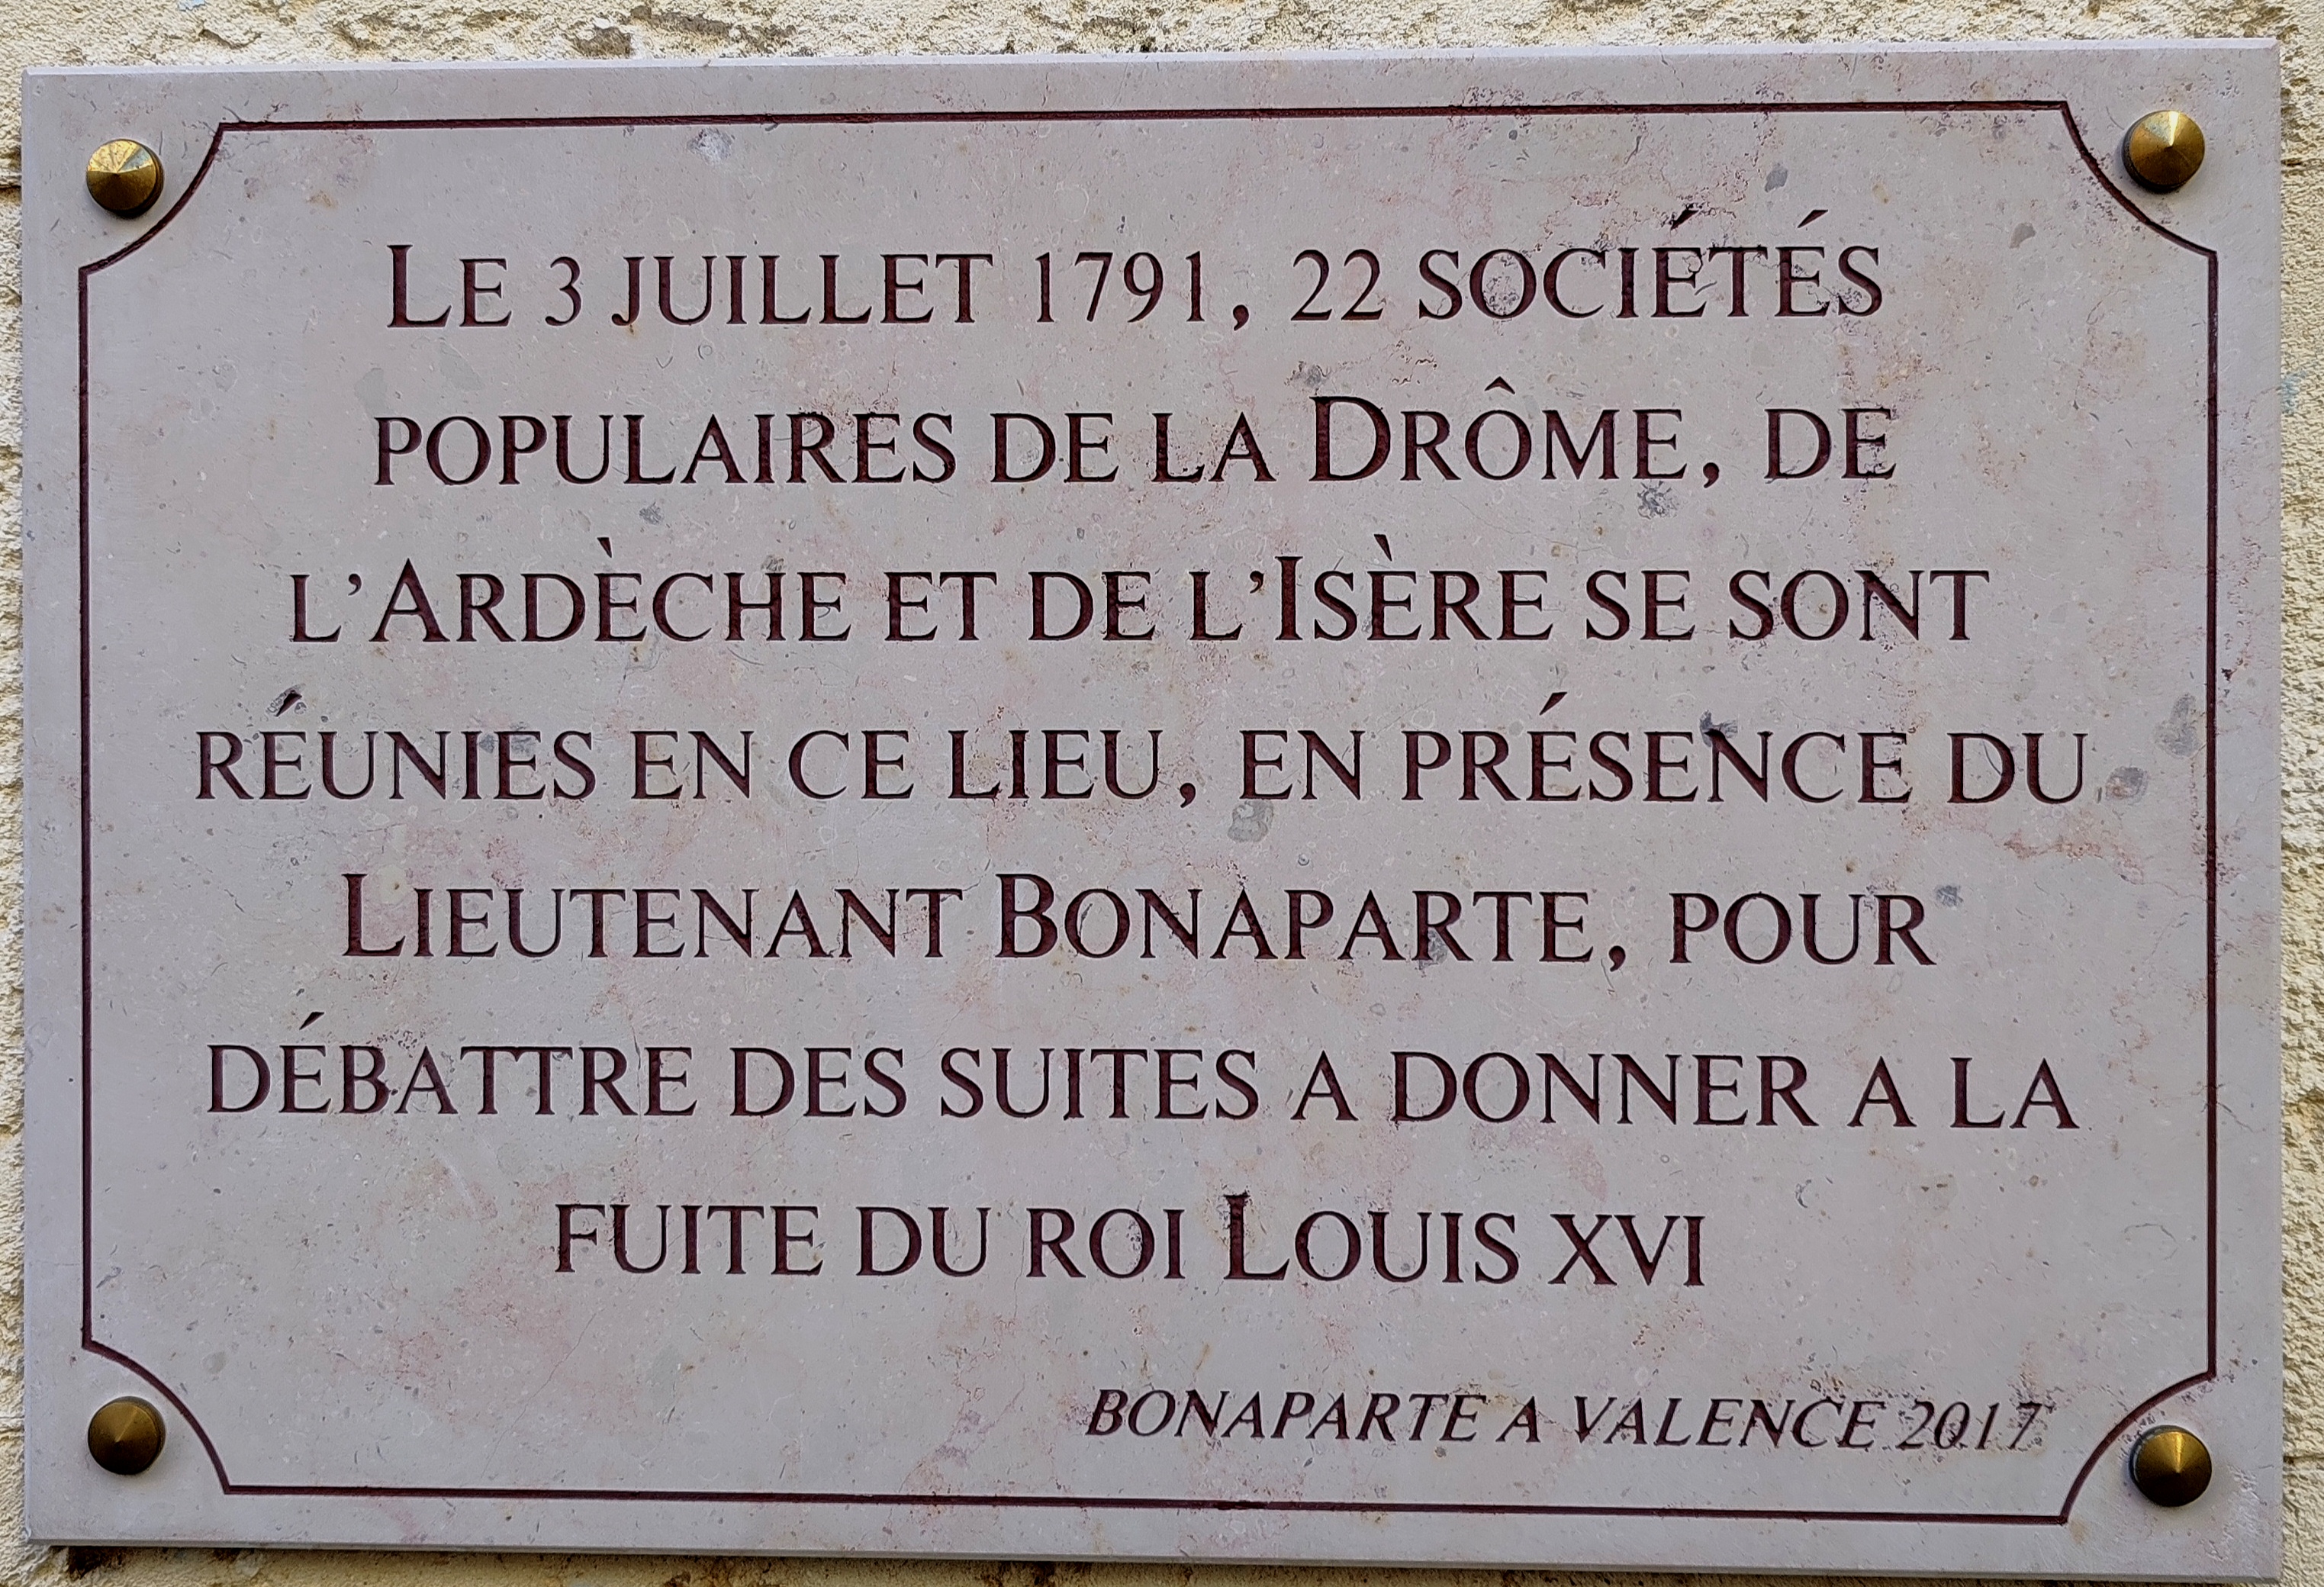 LE 3 JUILLET 1791, 22 SOCIÉTÉS
POPULAIRES DE LA DRÔME, DE
L'ARDÈCHE ET DE L'ISÈRE SE SONT
RÉUNIES EN CE LIEU, EN PRÉSENCE DU
LIEUTENANT BONAPARTE, POUR
DÉBATTRE DES SUITES A DONNER A LA
FUITE DU ROI LOUIS XVI
BONAPARTE A VALENCE 2017